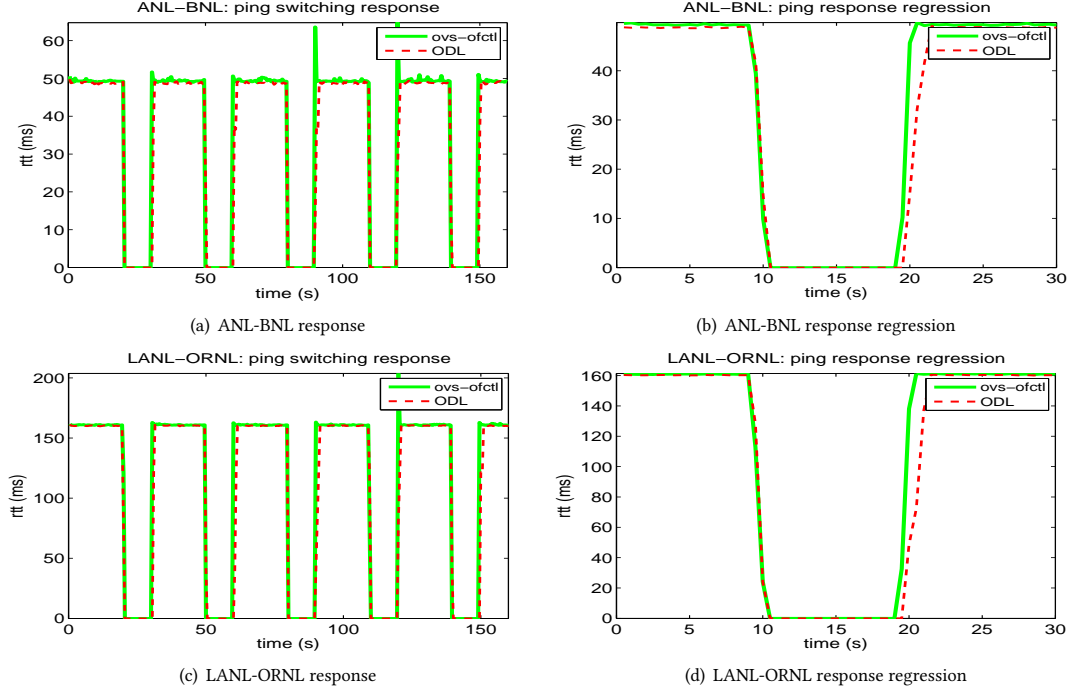 ANL−BNL: ping switching response
ovs−ofctl
ODL
60
50
40
30
20
10
0
rtt (ms)
0 50 100 150
time (s)
(a) ANL-BNL response
ANL−BNL: ping response regression
ovs−ofctl
ODL
40
30
20
10
0
rtt (ms)
0 5 10 15 20 25 30
time (s)
(b) ANL-BNL response regression
LANL−ORNL: ping switching response
ovs−ofctl
ODL
200
150
100
50
0
rtt (ms)
0 50 100 150
time (s)
(c) LANL-ORNL response
LANL−ORNL: ping response regression
ovs−ofctl
ODL
160
140
120
100
80
60
40
20
0
rtt (ms)
0 5 10 15 20 25 30
time (s)
(d) LANL-ORNL response regression